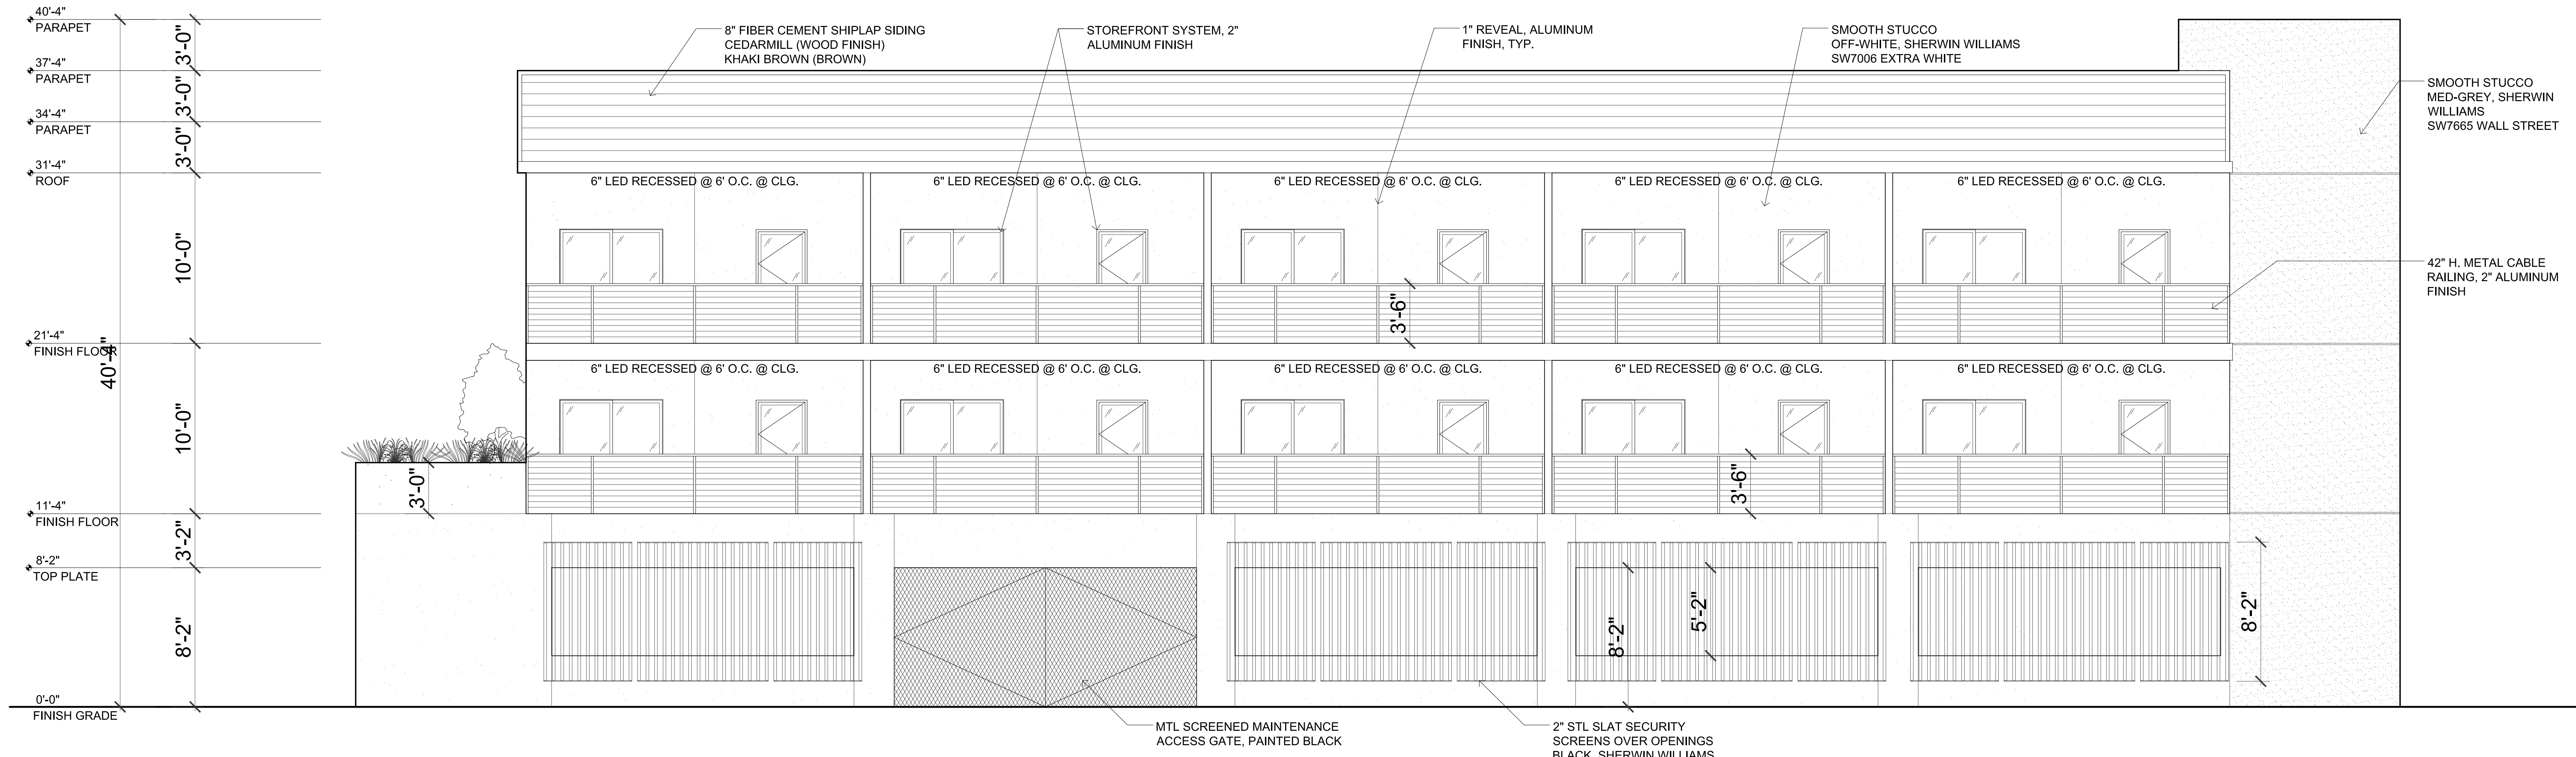 40'-4"
PARAPET
37'-4"
PARAPET
34'-4"
PARAPET
31'-4"
ROOF
21'-4"
FINISH FLOOR
11'-4"
FINISH FLOOR
8'-2"
TOP PLATE
0'-0"
FINISH GRADE
40'-4"
3'-0"
3'-0"
3'-0"
10'-0"
10'-0"
3'-2"
8'-2"
8" FIBER CEMENT SHIPLAP SIDING
CEDARMILL (WOOD FINISH)
KHAKI BROWN (BROWN)
STOREFRONT SYSTEM, 2"
ALUMINUM FINISH
1" REVEAL, ALUMINUM
FINISH, TYP.
SMOOTH STUCCO
OFF-WHITE, SHERWIN WILLIAMS
SW7006 EXTRA WHITE
SMOOTH STUCCO
MED-GREY, SHERWIN
WILLIAMS
SW7665 WALL STREET
6" LED RECESSED @ 6' O.C. @ CLG.
6" LED RECESSED @ 6' O.C. @ CLG.
6" LED RECESSED @ 6' O.C. @ CLG.
6" LED RECESSED @ 6' O.C. @ CLG.
6" LED RECESSED @ 6' O.C. @ CLG.
42" H. METAL CABLE
RAILING, 2" ALUMINUM
FINISH
3'-6"
6" LED RECESSED @ 6' O.C. @ CLG.
6" LED RECESSED @ 6' O.C. @ CLG.
6" LED RECESSED @ 6' O.C. @ CLG.
6" LED RECESSED @ 6' O.C. @ CLG.
6" LED RECESSED @ 6' O.C. @ CLG.
3'-0"
3'-6"
8'-2"
5'-2"
8'-2"
MTL SCREENED MAINTENANCE
ACCESS GATE, PAINTED BLACK
2" STL SLAT SECURITY
SCREENS OVER OPENINGS
BLACK, SHERWIN WILLIAMS